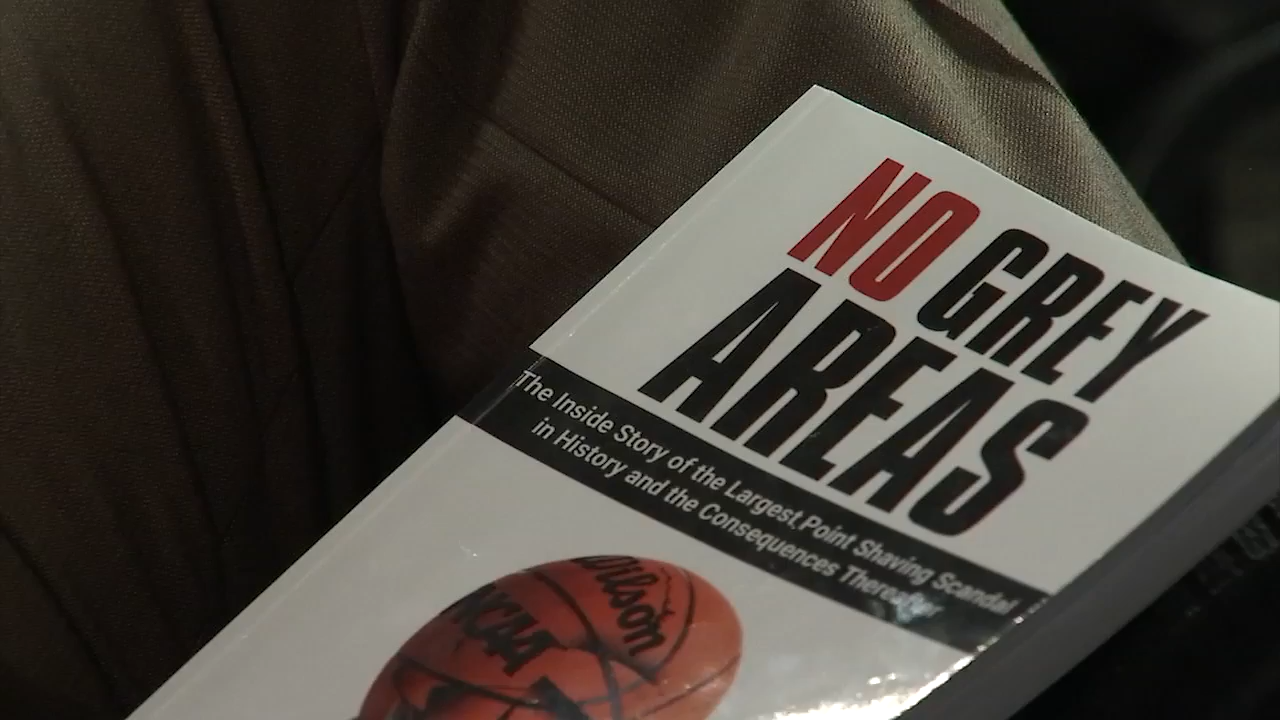 NO GREY
AREAS
The Inside Story of the Largest Point Shaving Scandal
in History and the Consequences Thereafter
Wilson
NCAA